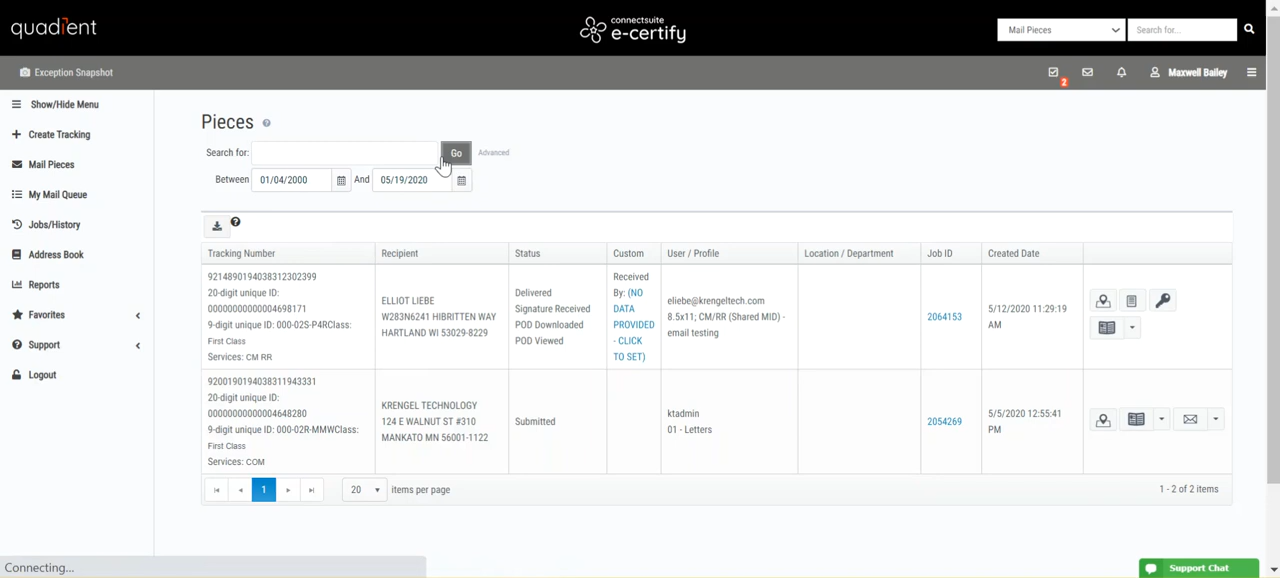 quadient
connectsuite
e-certify
Mail Pieces
Search for...
Exception Snapshot
2
Maxwell Bailey
Show/Hide Menu
Create Tracking
Mail Pieces
My Mail Queue
Jobs/History
Address Book
Reports
Favorites
Support
Logout
Pieces
Search for:
Go
Advanced
Between 01/04/2000 And 05/19/2020
Tracking Number Recipient Status Custom User / Profile Location / Department Job ID Created Date
9214890194038312302399
20-digit unique ID:
00000000000004698171
9-digit unique ID: 000-02S-P4RClass:
First Class
Services: CM RR
ELLIOT LIEBE
W283N6241 HIBRITTEN WAY
HARTLAND WI 53029-8229
Delivered
Signature Received
POD Downloaded
POD Viewed
Received
By: (NO
DATA
PROVIDED
- CLICK
TO SET)
eliebe@krengeltech.com
8.5x11; CM/RR (Shared MID) -
email testing
2064153
5/12/2020 11:29:19
AM
9200190194038311943331
20-digit unique ID:
00000000000004648280
9-digit unique ID: 000-02R-MMWClass:
First Class
Services: COM
KRENGEL TECHNOLOGY
124 E WALNUT ST #310
MANKATO MN 56001-1122
Submitted
ktadmin
01 - Letters
2054269
5/5/2020 12:55:41
PM
1
20
items per page
1 - 2 of 2 items
Connecting...
Support Chat